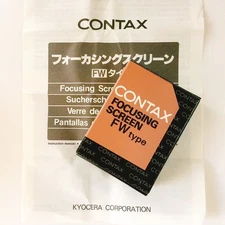 CONTAX
フォーカシングスクリーン
FWタイ
Focusing Scre
Suchersch
Verre de
Pantallas
CONTAX
FOCUSING
SCREEN
FW type
KYOCERA CORPORATION